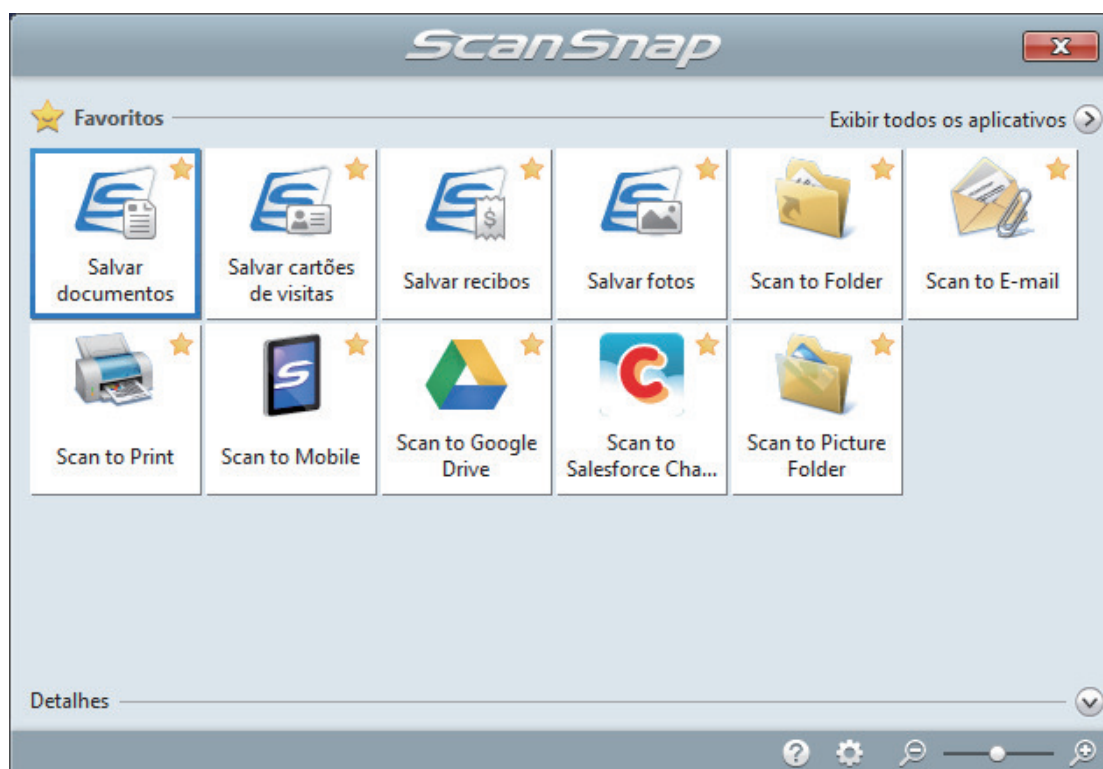 ScanSnap
Favoritos
Exibir todos os aplicativos
Salvar
documentos
Salvar cartões
de visitas
Salvar recibos
Salvar fotos
Scan to Folder
Scan to E-mail
Scan to Print
Scan to Mobile
Scan to Google
Drive
Scan to
Salesforce Cha...
Scan to Picture
Folder
Detalhes